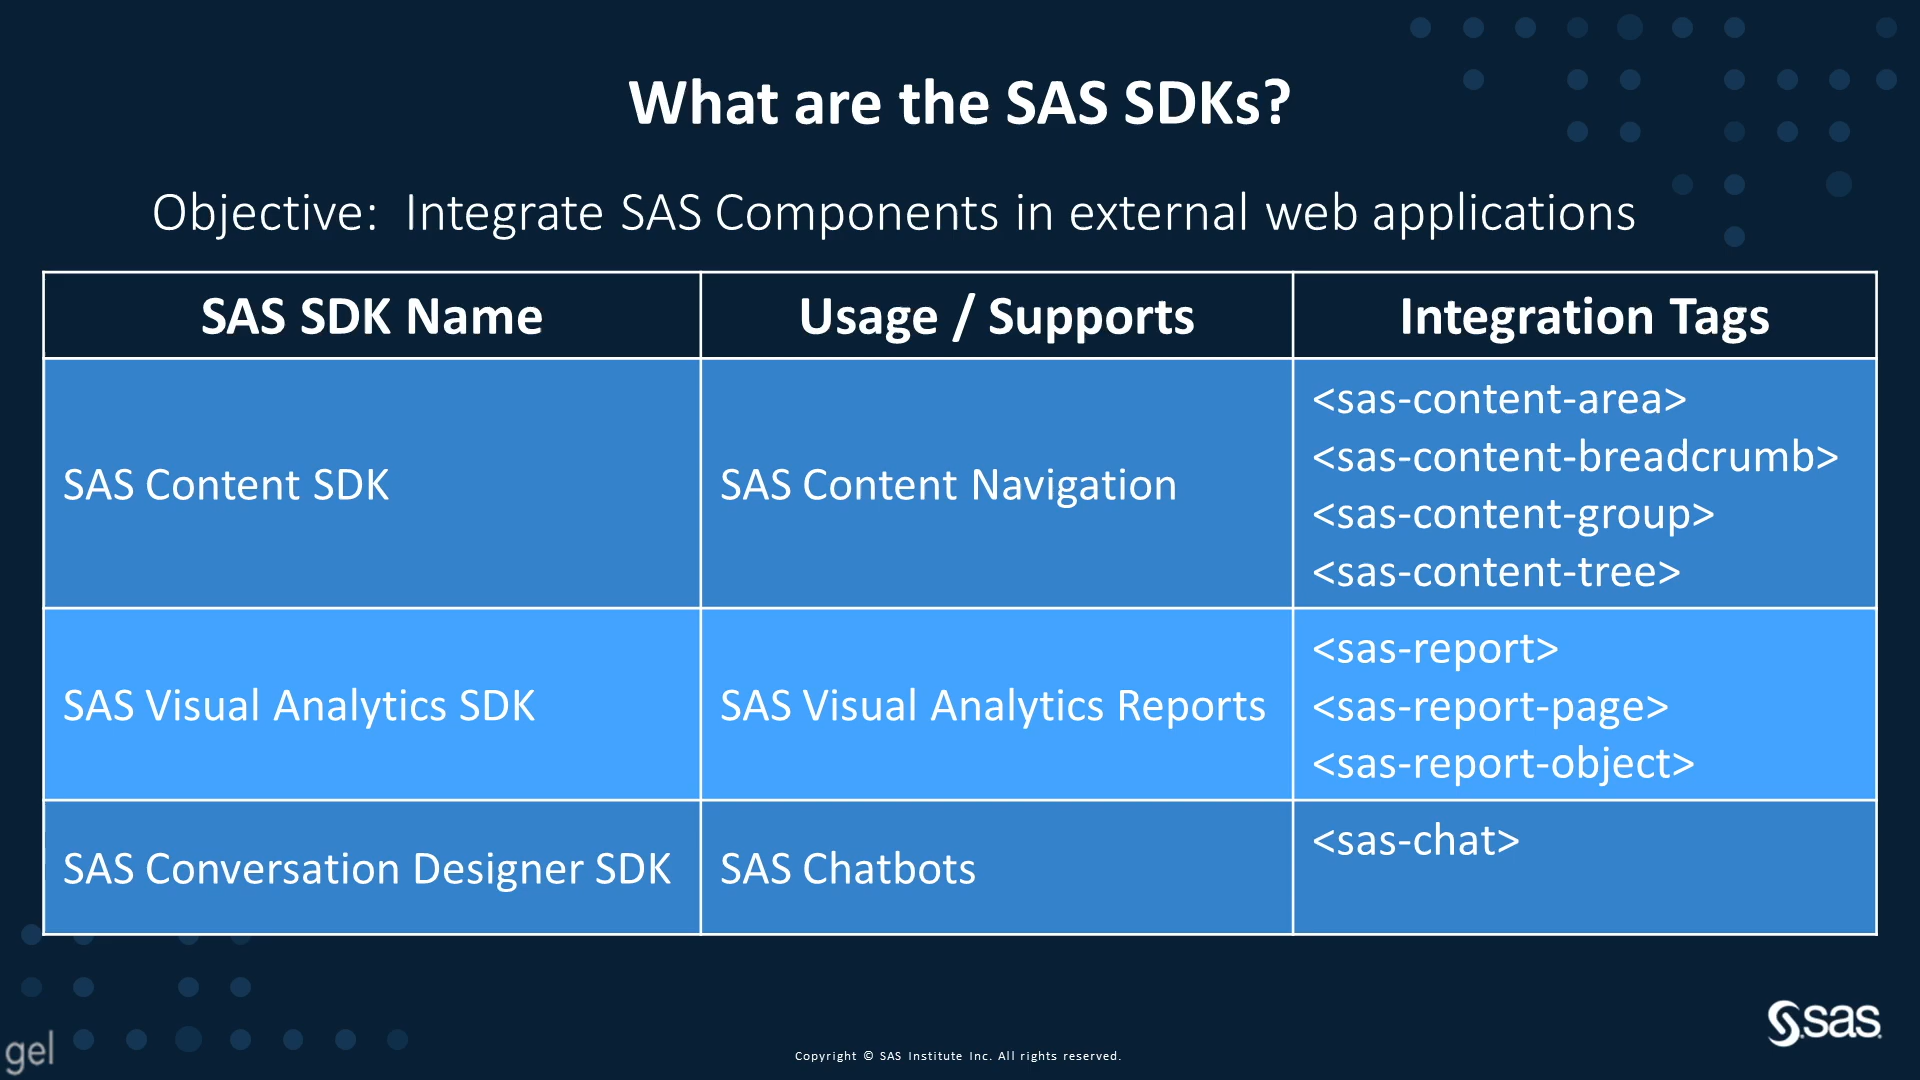 What are the SAS SDKs?
Objective: Integrate SAS Components in external web applications
SAS SDK Name
Usage / Supports
Integration Tags
SAS Content SDK
SAS Content Navigation
<sas-content-area>
<sas-content-breadcrumb>
<sas-content-group>
<sas-content-tree>
SAS Visual Analytics SDK
SAS Visual Analytics Reports
<sas-report>
<sas-report-page>
<sas-report-object>
SAS Conversation Designer SDK
SAS Chatbots
<sas-chat>
gel
Copyright © SAS Institute Inc. All rights reserved.
sas